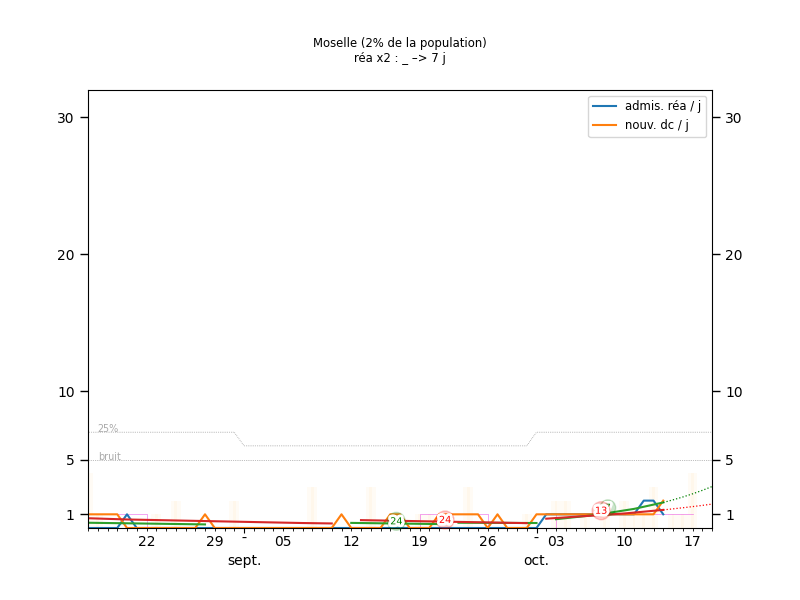 Moselle (2% de la population)
réa x2 : _ –> 7 j
admis. réa / j
nouv. dc / j
30 30
20 20
10 10
25%
5 5
bruit
1 1
24 24 13 7
22 29 - 05 12 19 26 - 03 10 17
sept. oct.